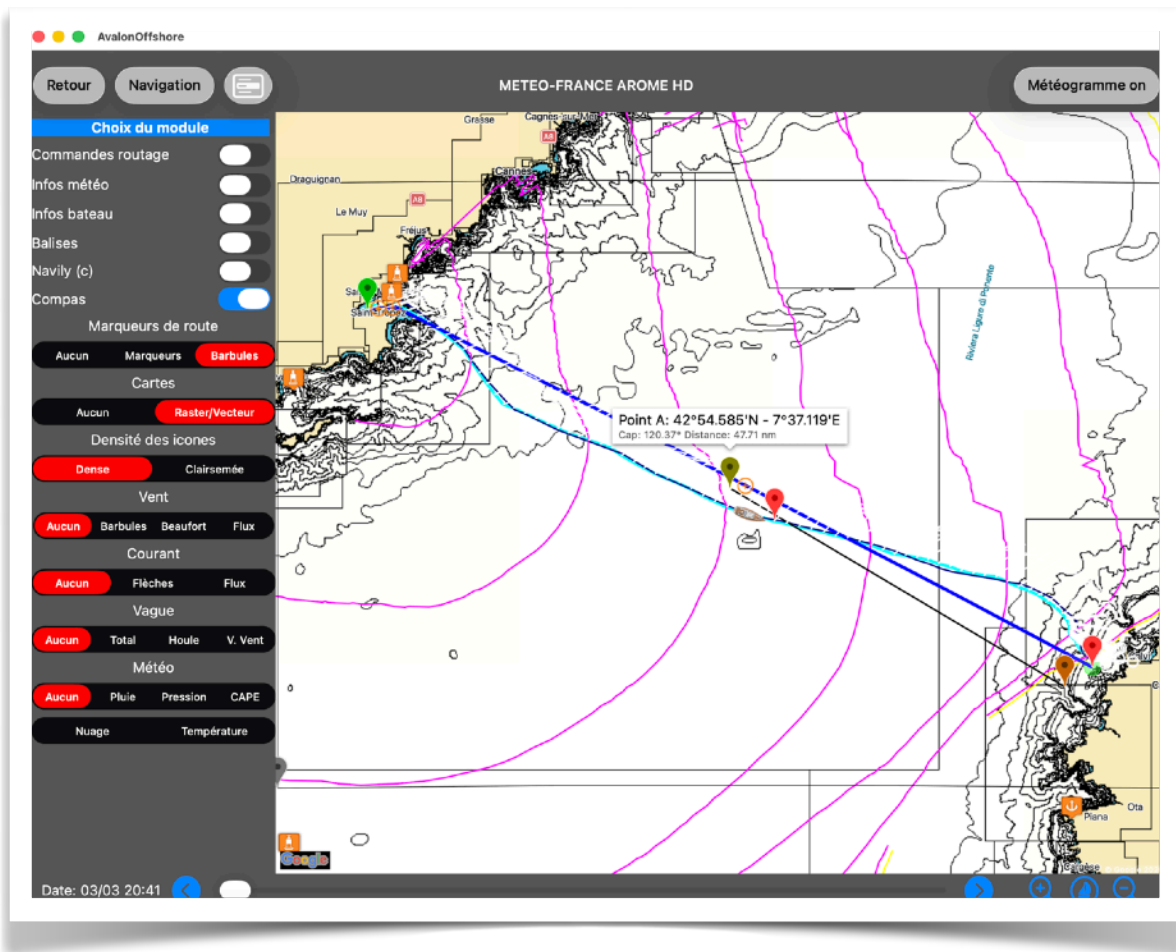 AvalonOffshore
Retour Navigation METEO-FRANCE AROME HD Météogramme on
Choix du module
Commandes routage
Infos météo
Infos bateau
Balises
Navily (c)
Compas
Marqueurs de route
Aucun Marqueurs Barbules
Cartes
Aucun Raster/Vecteur
Densité des icones
Dense Clairsemée
Vent
Aucun Barbules Beaufort Flux
Courant
Aucun Flèches Flux
Vague
Aucun Total Houle V. Vent
Météo
Aucun Pluie Pression CAPE
Nuage Température
Date: 03/03 20:41
Grasse
Cagnes-sur-Mer
A8
Cannes
Draguignan
A8
Le Muy
Fréjus
Saint-Tropez
Riviera Ligure di Ponente
Point A: 42°54.585'N - 7°37.119'E
Cap: 120.37° Distance: 47.71 nm
Ota
Piana
Cargèse
Google